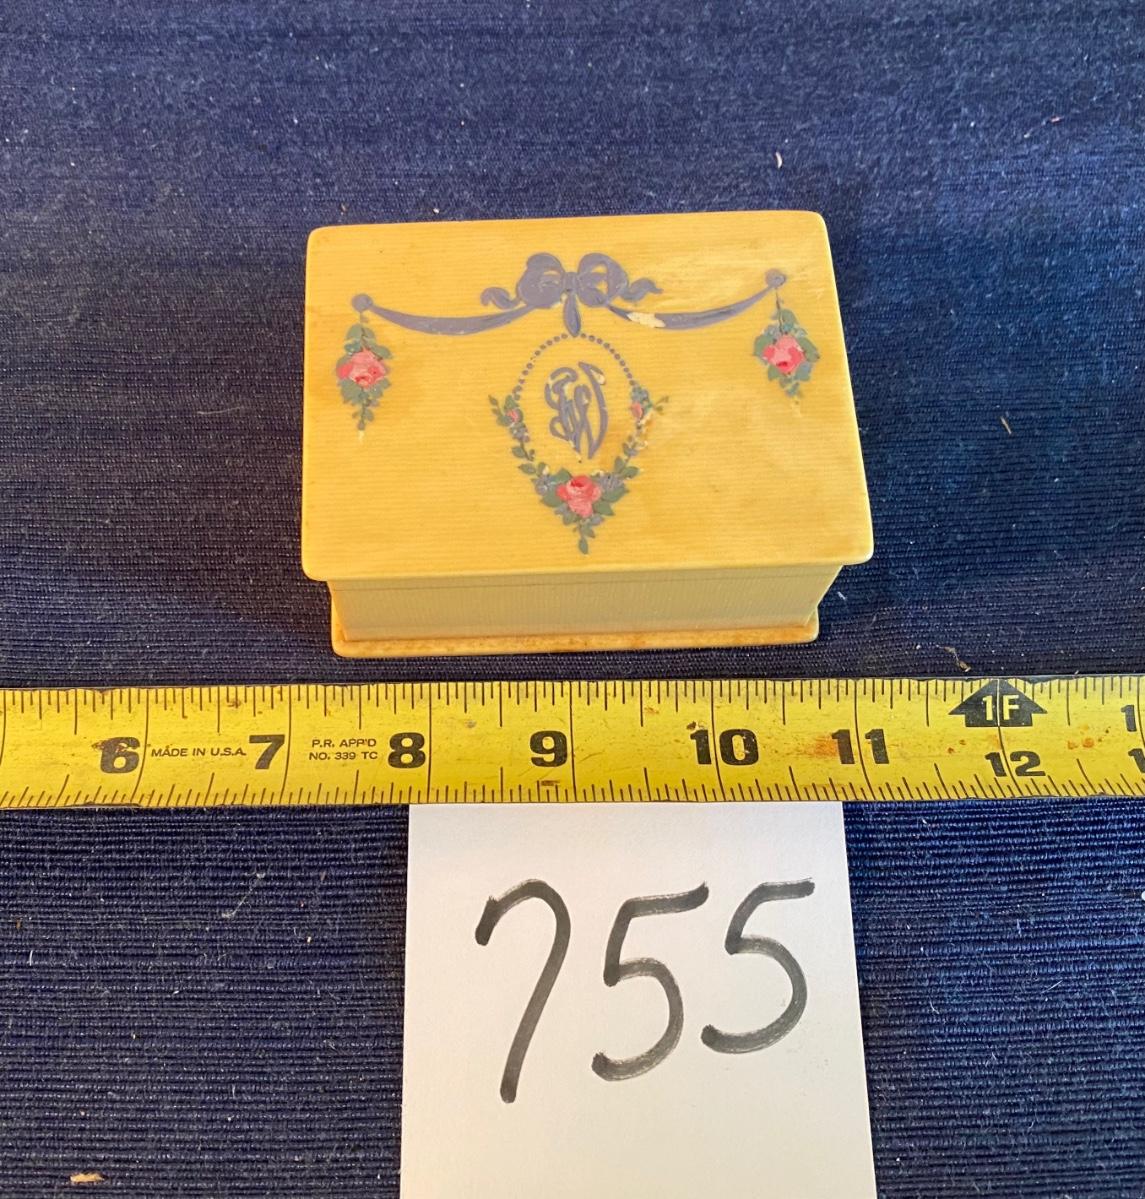 6 MADE IN U.S.A. 7 P.R. APP'D 8 9 10 11 1F
NO. 339 TC 12
755